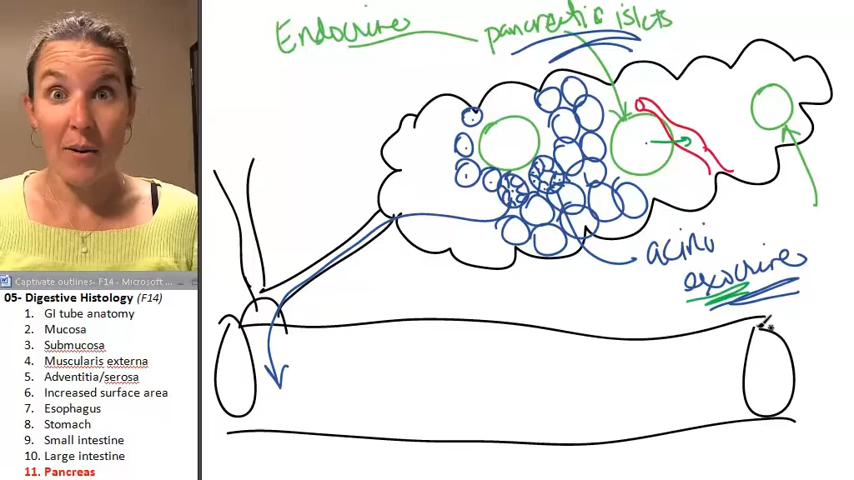 Endocrine
pancreatic islets
acini
exocrine
Captivate outlines- F14 - Microsoft ...
05- Digestive Histology (F14)
1. GI tube anatomy
2. Mucosa
3. Submucosa
4. Muscularis externa
5. Adventitia/serosa
6. Increased surface area
7. Esophagus
8. Stomach
9. Small intestine
10. Large intestine
11. Pancreas